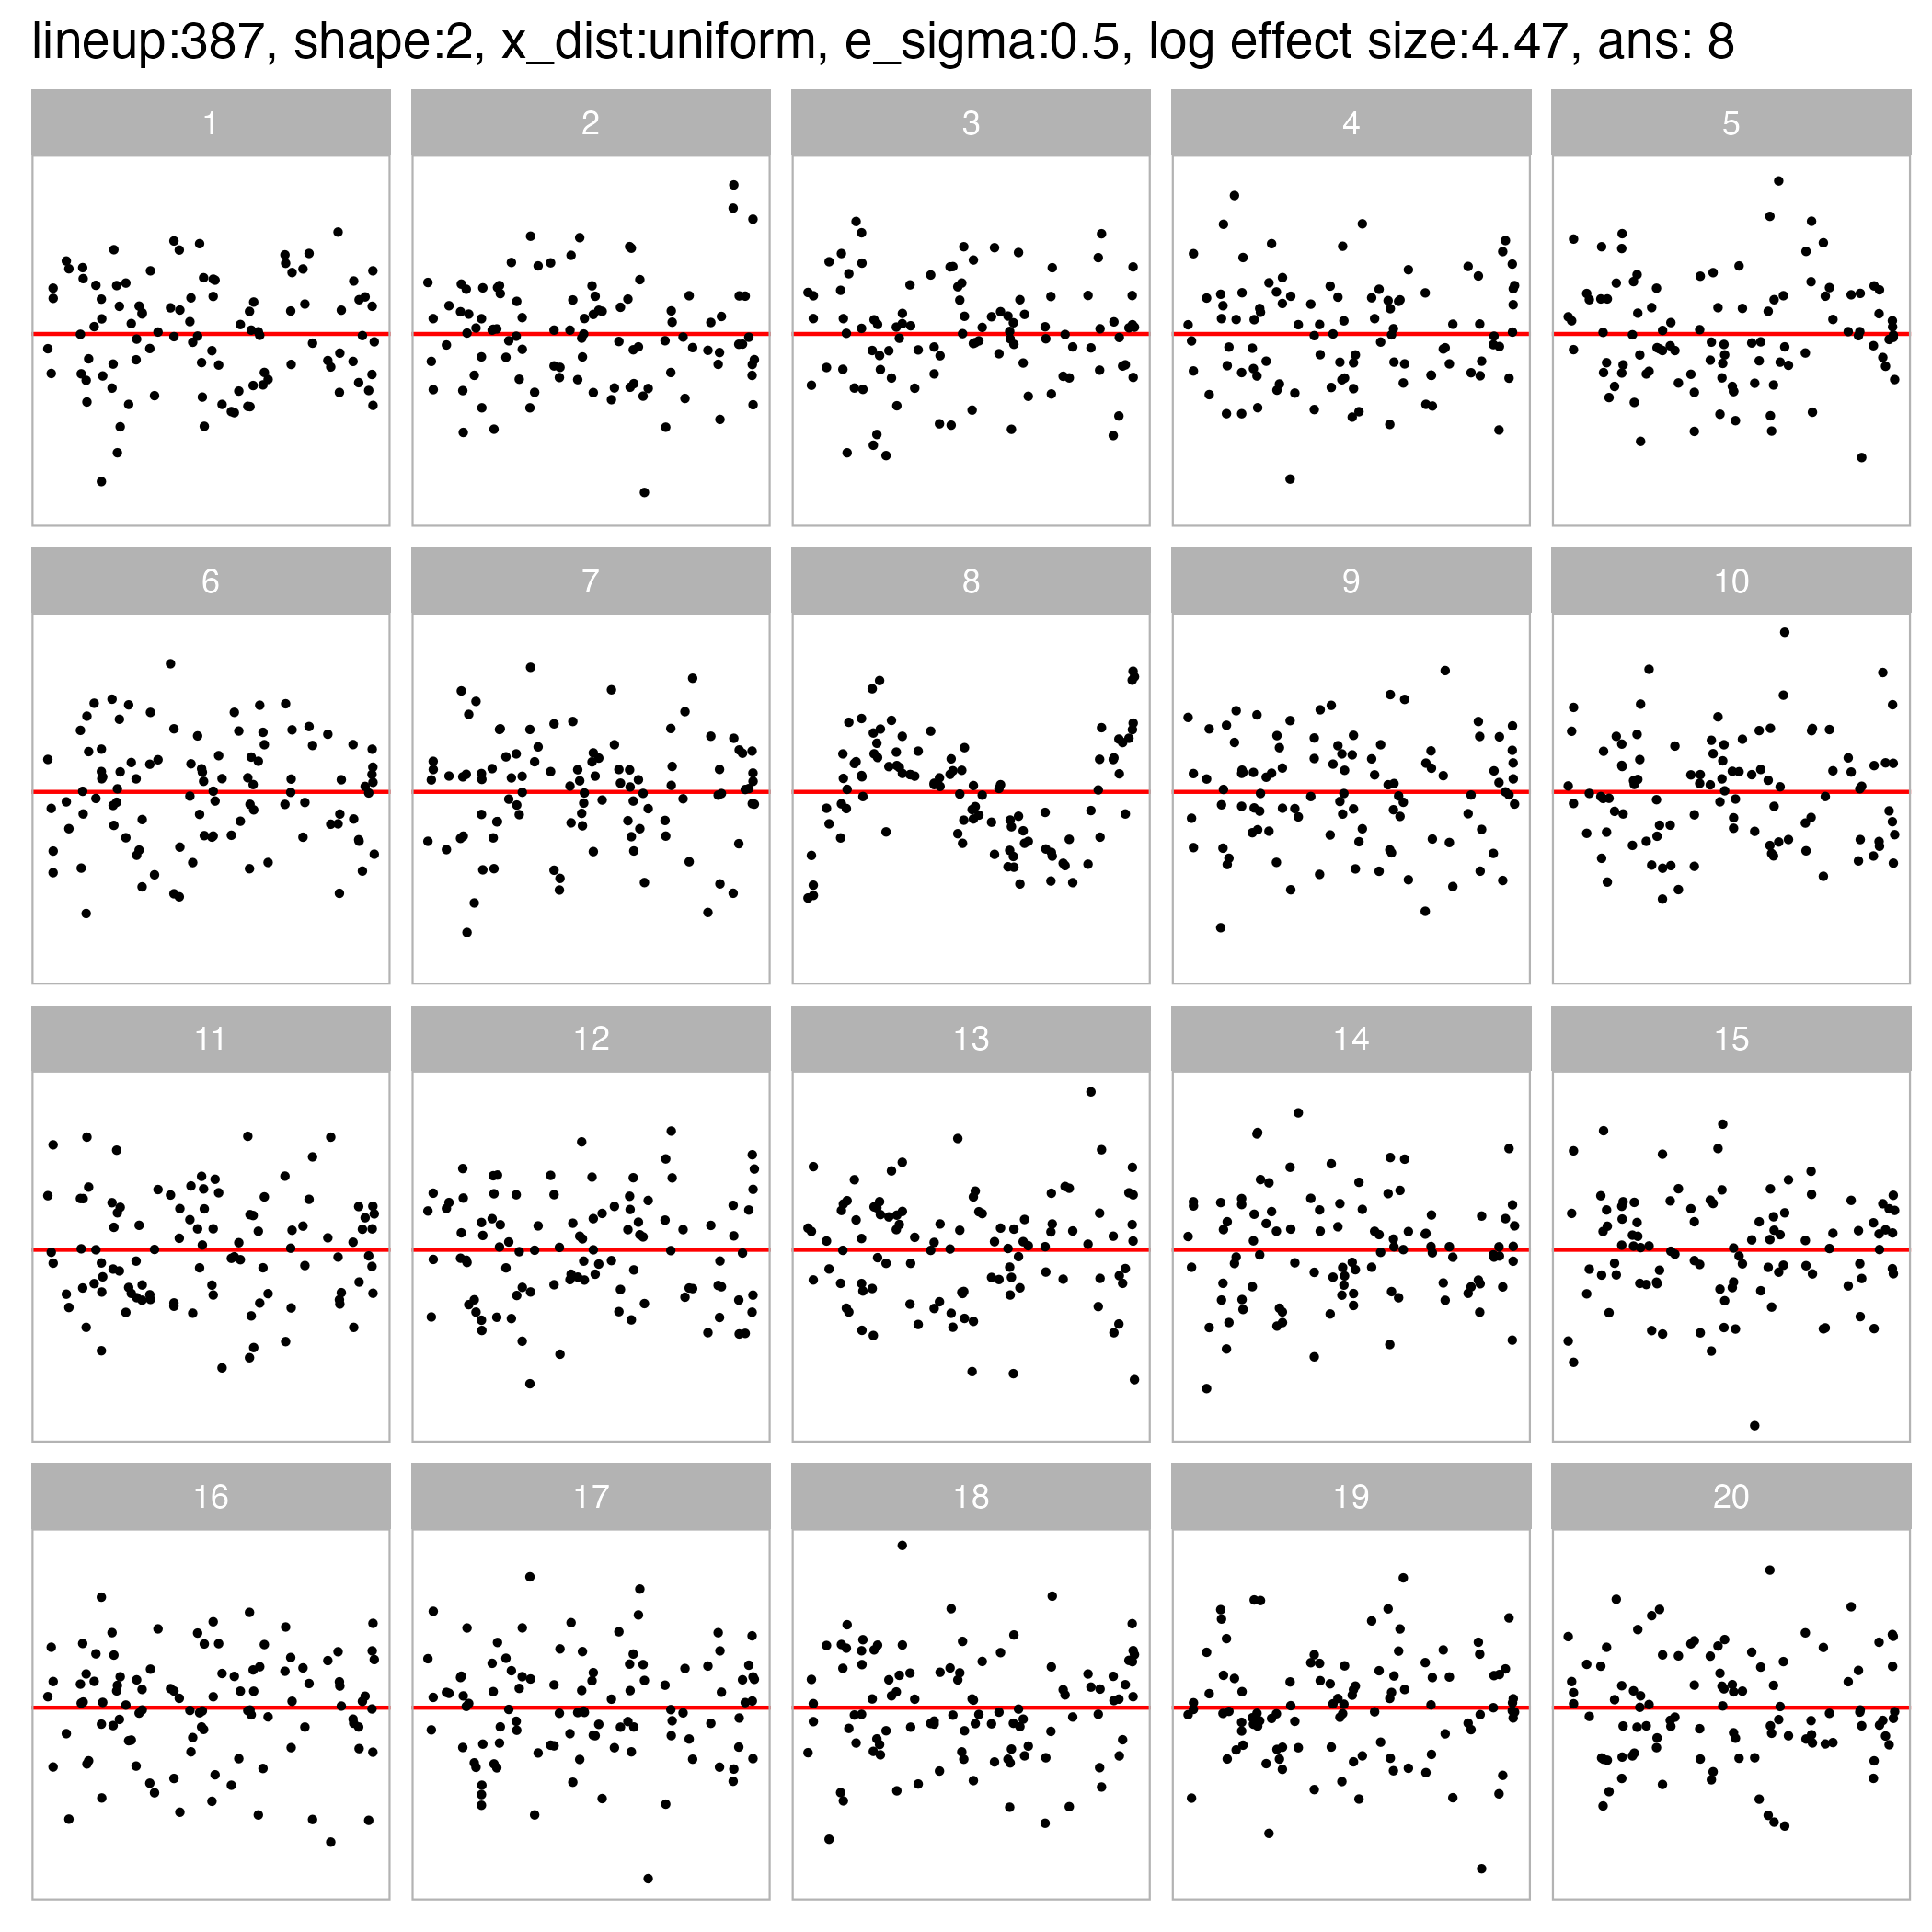 lineup:387, shape:2, x_dist:uniform, e_sigma:0.5, log effect size:4.47, ans: 8
1 2 3 4 5
6 7 8 9 10
11 12 13 14 15
16 17 18 19 20